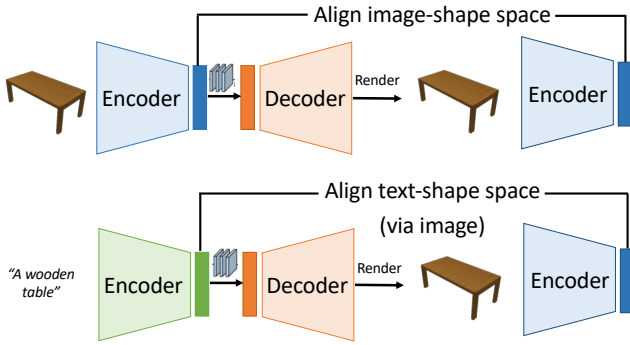 Align image-shape space
Encoder
Decoder
Render
Encoder
Align text-shape space
(via image)
“A wooden
table”
Encoder
Decoder
Render
Encoder